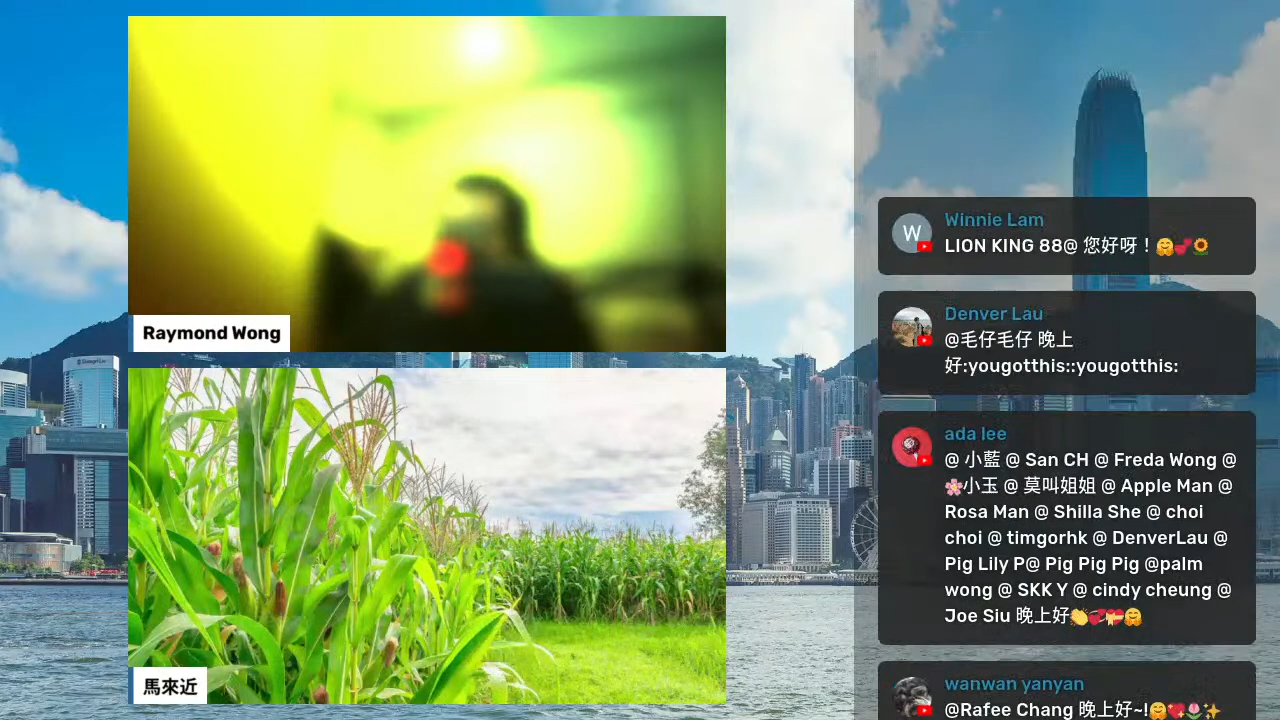 Raymond Wong
馬來近
Winnie Lam
W
LION KING 88@ 您好呀！🤗💞🌻
Denver Lau
@毛仔毛仔 晚上
好:yougotthis::yougotthis:
ada lee
@ 小藍 @ San CH @ Freda Wong @
🌸小玉 @ 莫叫姐姐 @ Apple Man @
Rosa Man @ Shilla She @ choi
choi @ timgorhk @ DenverLau @
Pig Lily P@ Pig Pig Pig @palm
wong @ SKK Y @ cindy cheung @
Joe Siu 晚上好👏💞💝🤗
wanwan yanyan
@Rafee Chang 晚上好~!🤗💖🌷✨